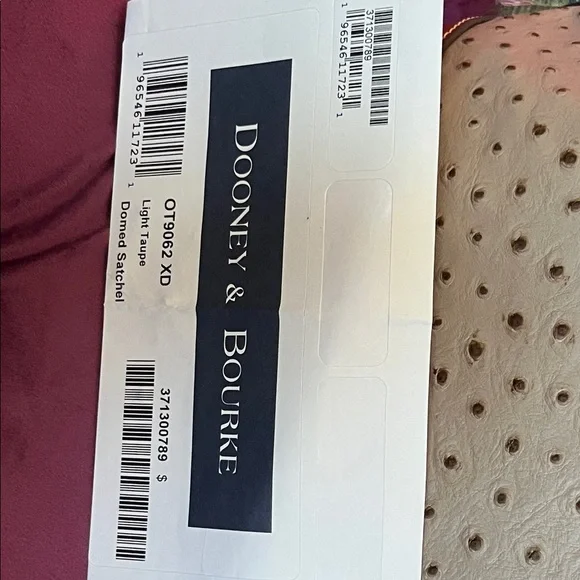 DOONEY & BOURKE
371300789
1 96546 11723 1
1 96546 11723 1
OT9062 XD
Light Taupe
Domed Satchel
371300789 $